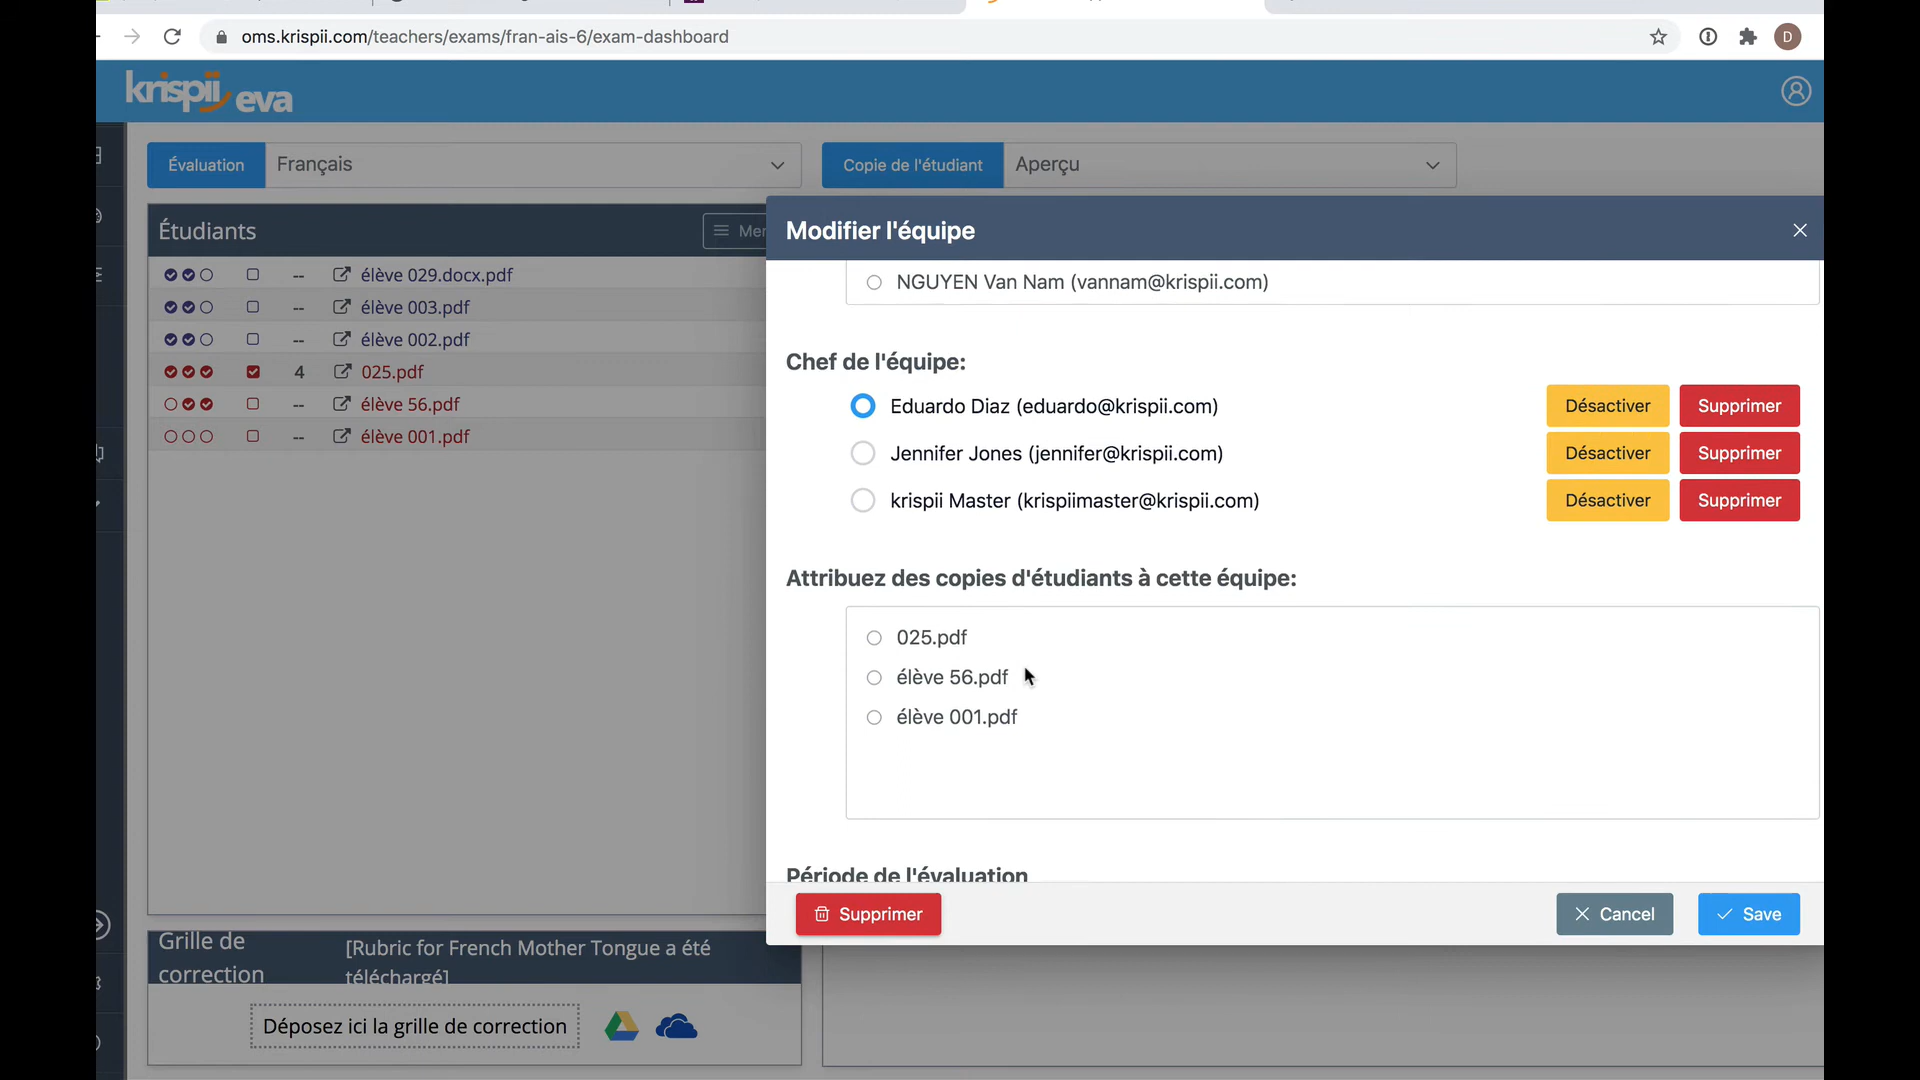 oms.krispii.com/teachers/exams/fran-ais-6/exam-dashboard
D
krispii eva
Évaluation
Français
Copie de l'étudiant
Aperçu
Étudiants
Modifier l'équipe
-- élève 029.docx.pdf
-- élève 003.pdf
-- élève 002.pdf
4 025.pdf
-- élève 56.pdf
-- élève 001.pdf
NGUYEN Van Nam (vannam@krispii.com)
Chef de l'équipe:
Eduardo Diaz (eduardo@krispii.com) Désactiver Supprimer
Jennifer Jones (jennifer@krispii.com) Désactiver Supprimer
krispii Master (krispiimaster@krispii.com) Désactiver Supprimer
Attribuez des copies d'étudiants à cette équipe:
025.pdf
élève 56.pdf
élève 001.pdf
Période de l'évaluation
Supprimer
Cancel
Save
Grille de
correction
[Rubric for French Mother Tongue a été
téléchargé]
Déposez ici la grille de correction